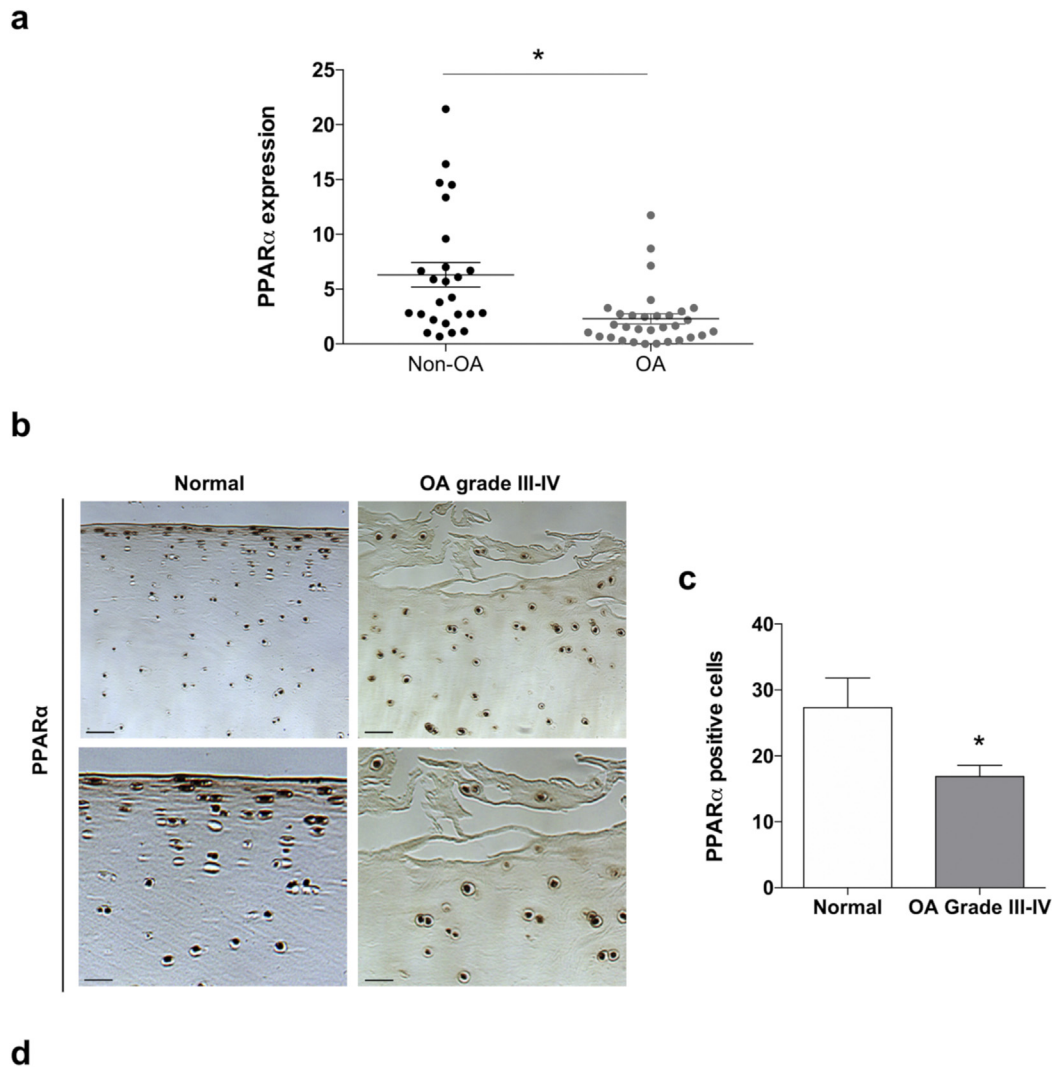 a
*
25
20
15
10
5
0
PPARα expression
Non-OA OA
b
Normal OA grade III-IV
PPARα
c
40
30
20
10
0
PPARα positive cells
*
Normal OA Grade III-IV
d